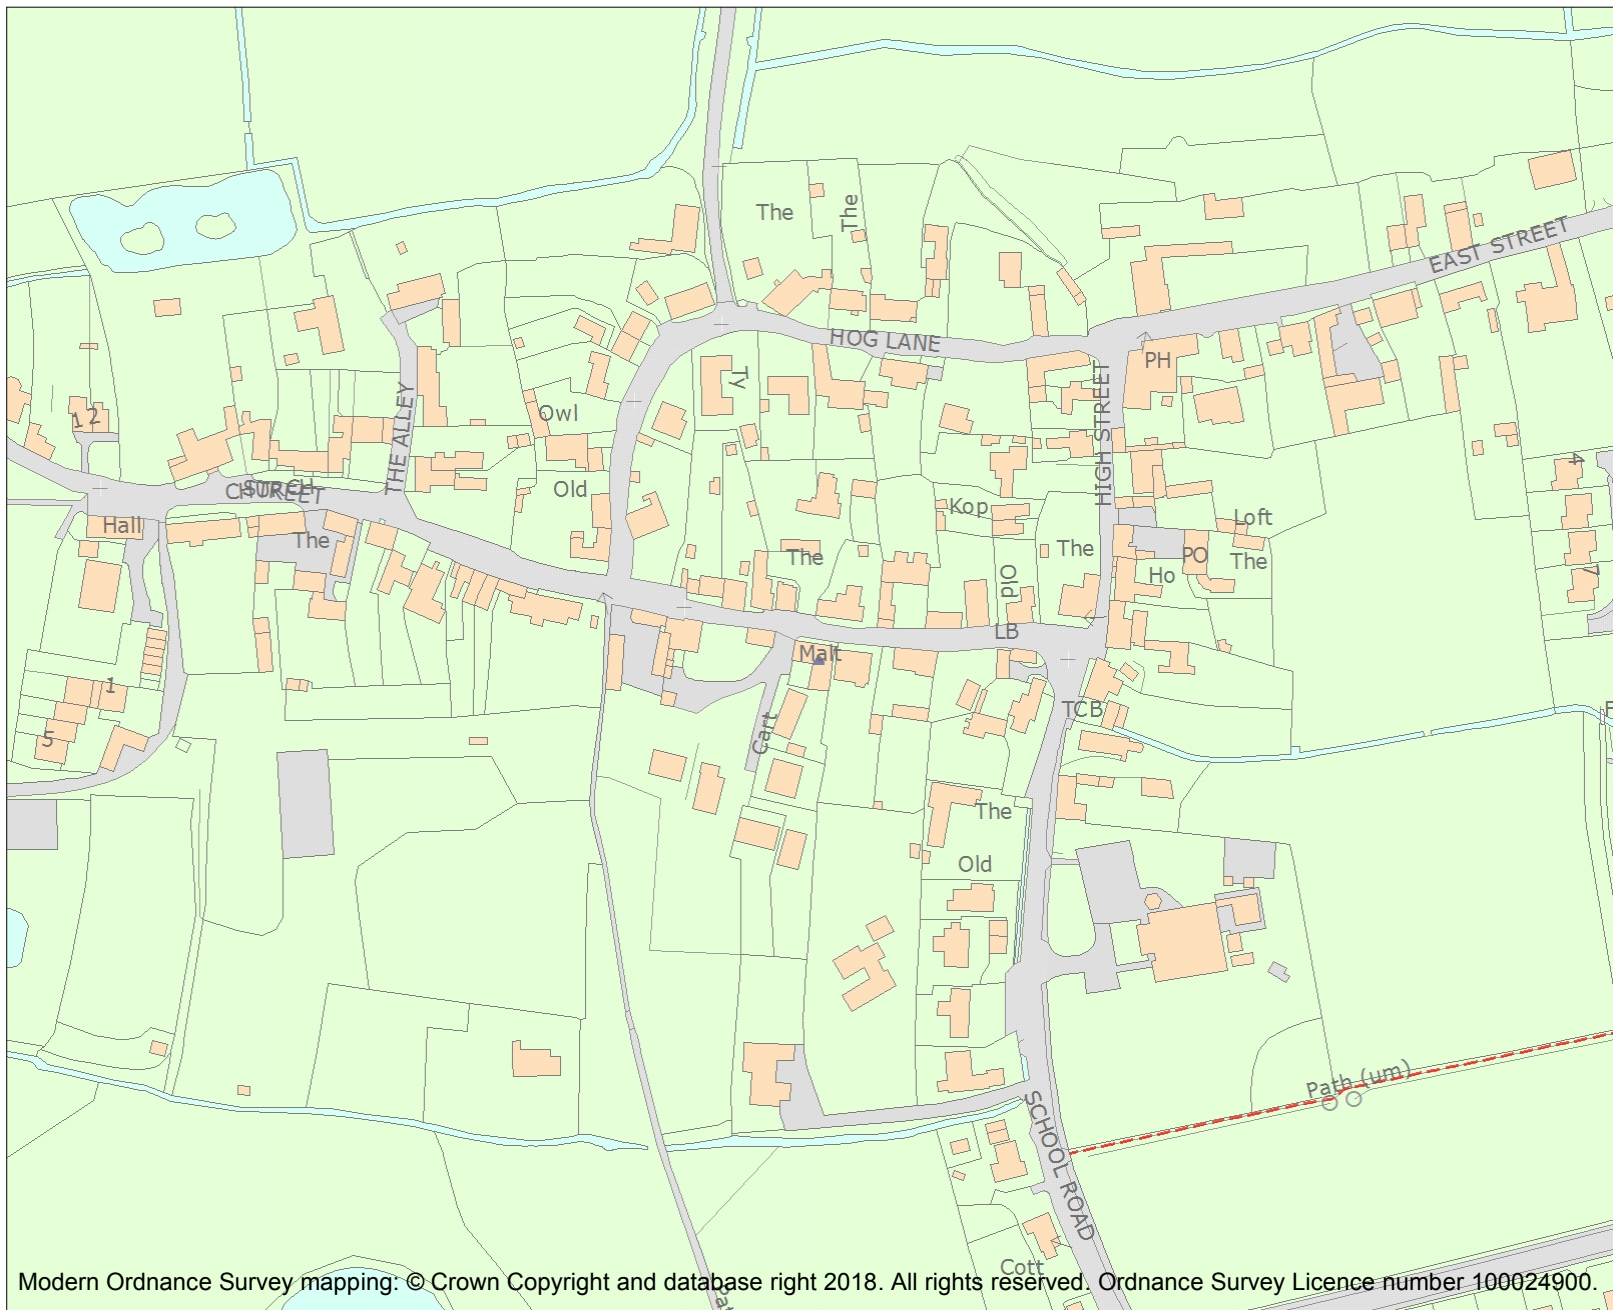 The
The
EAST STREET
HOG LANE
PH
Ty
HIGH STREET
1 2
Owl
THE ALLEY
4
CHURCH
STREET
Old
Kop
Loft
Hall
The
The
The
PO
The
Old
Ho
7
LB
Malt
1
TCB
5
Cart
The
Old
Path (um)
SCHOOL ROAD
Cott
Modern Ordnance Survey mapping: © Crown Copyright and database right 2018. All rights reserved. Ordnance Survey Licence number 100024900.